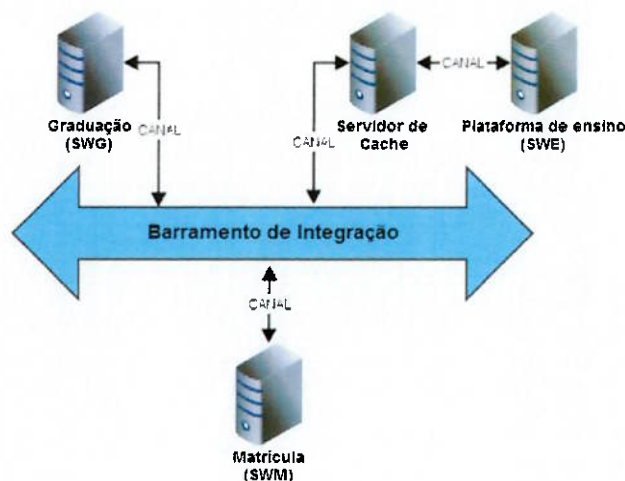 Graduação
(SWG)
CANAL
Servidor de
Cache
CANAL
CANAL
Plataforma de ensino
(SWE)
Barramento de Integração
CANAL
Matrícula
(SWM)